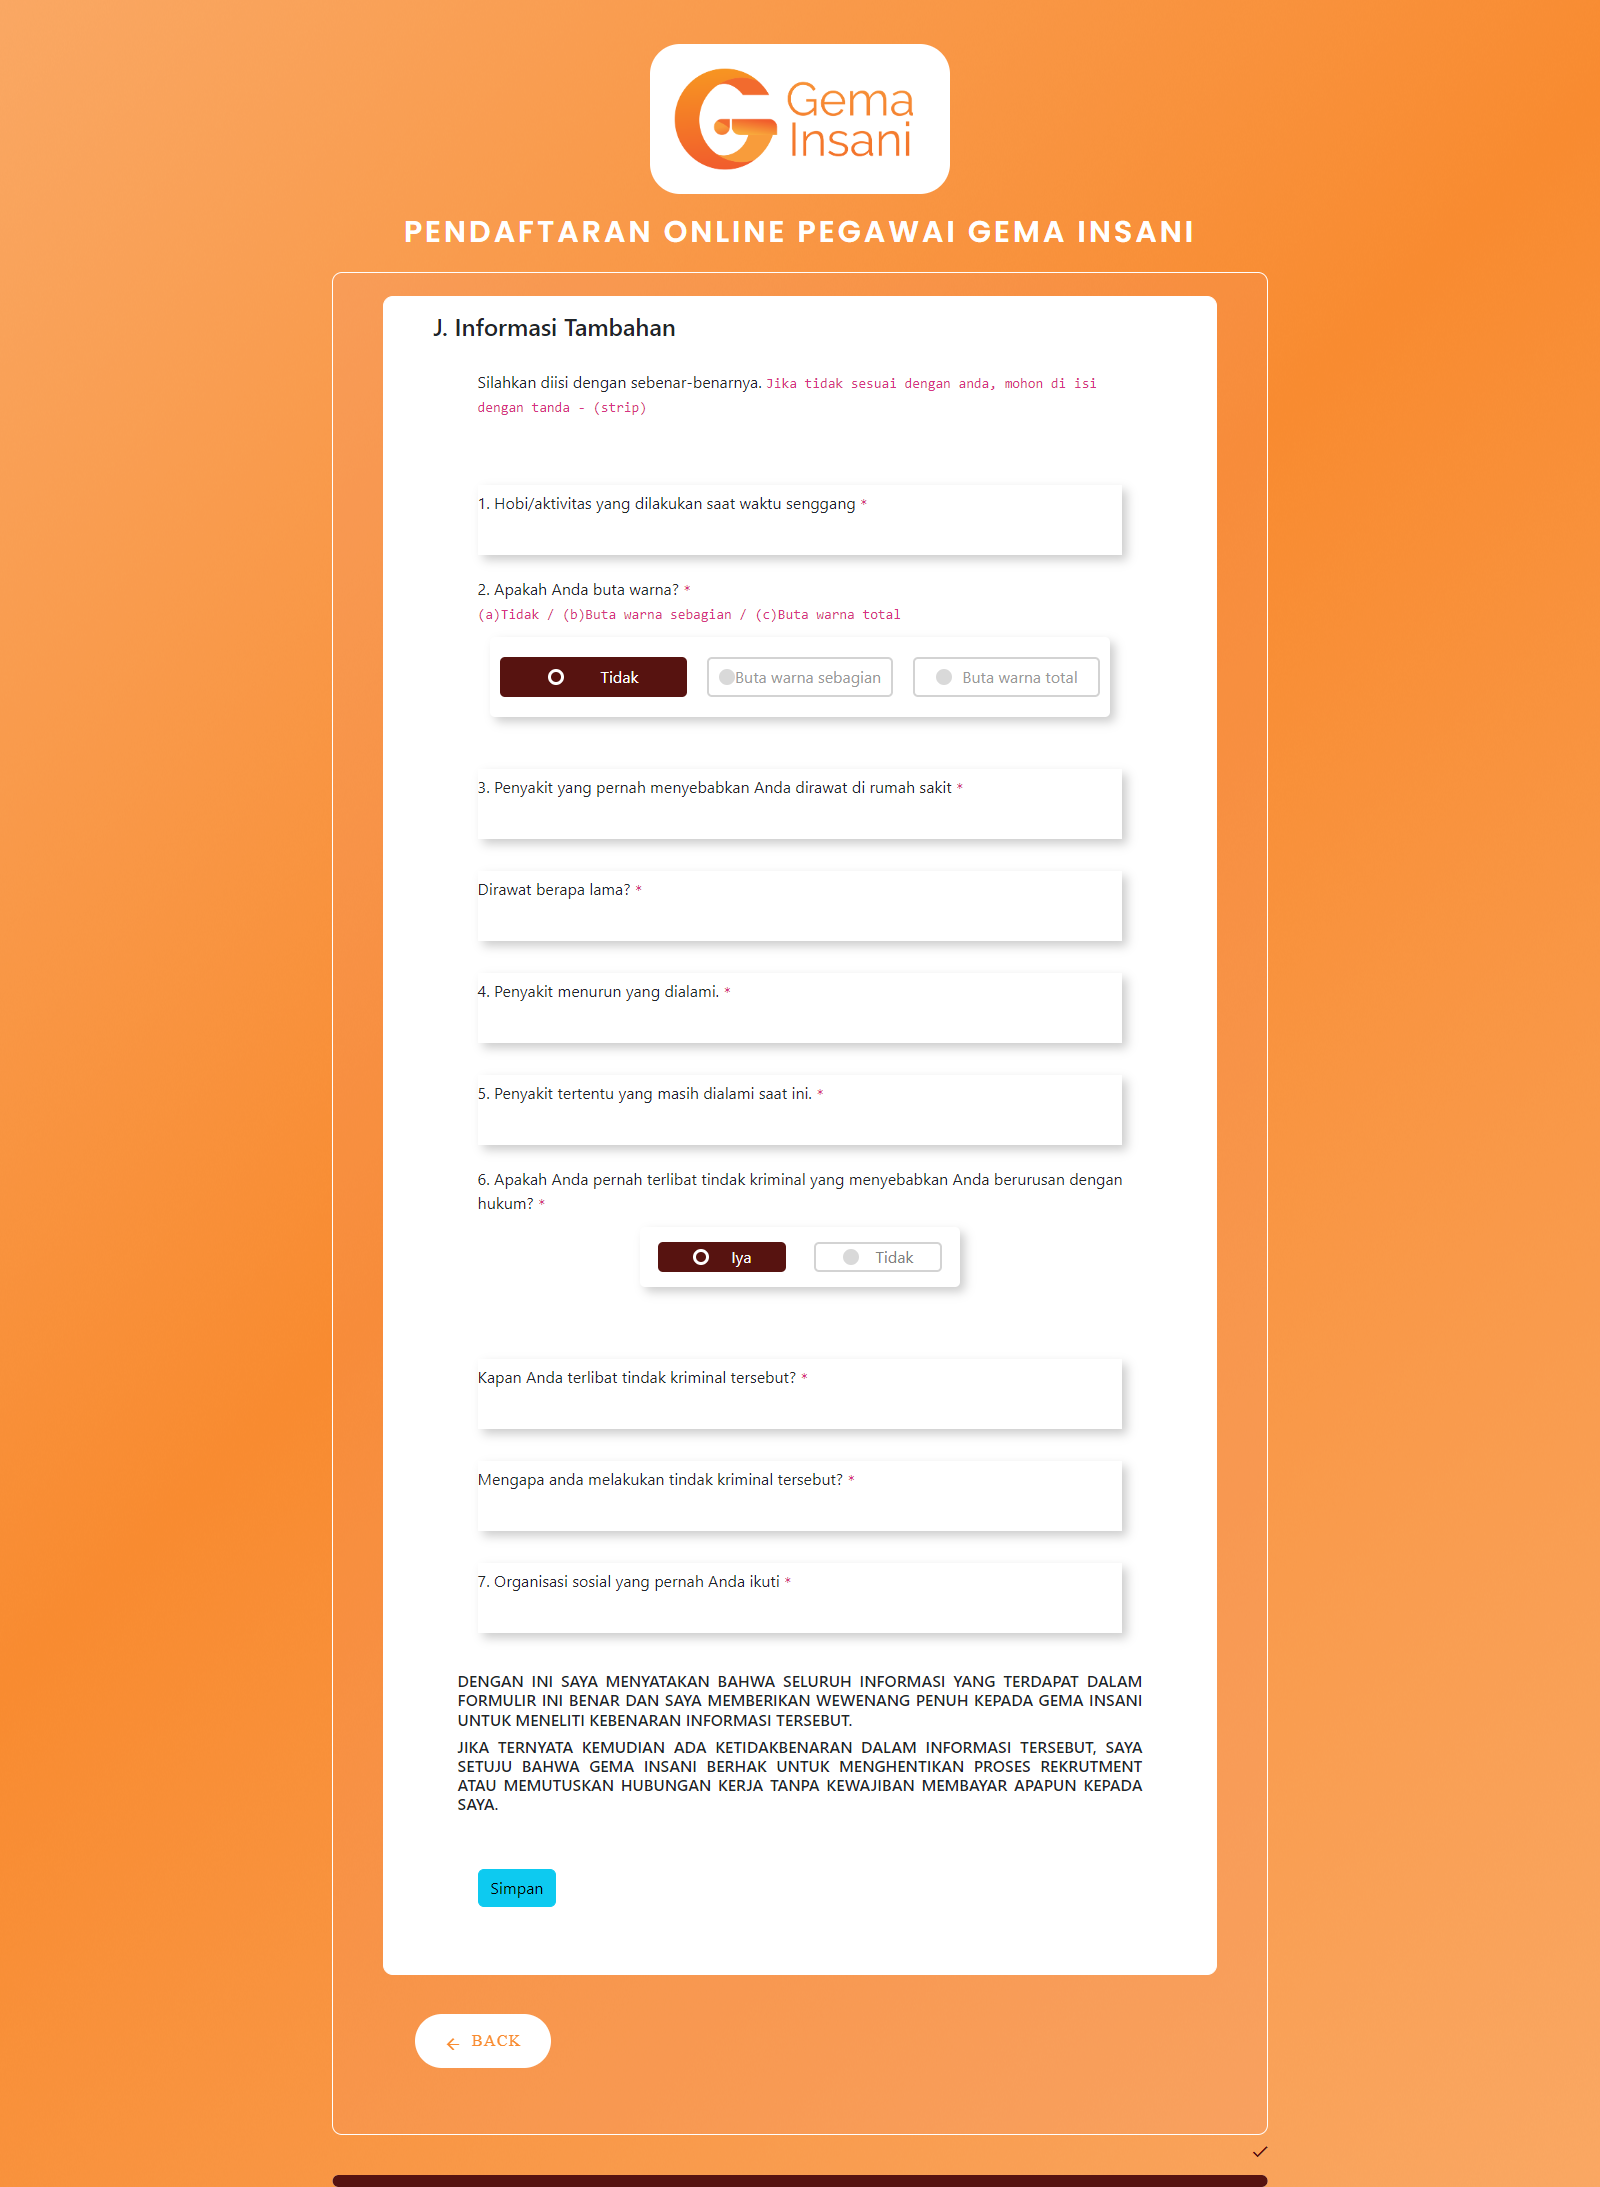 Gema
Insani
PENDAFTARAN ONLINE PEGAWAI GEMA INSANI
J. Informasi Tambahan
Silahkan diisi dengan sebenar-benarnya. Jika tidak sesuai dengan anda, mohon di isi
dengan tanda - (strip)
1. Hobi/aktivitas yang dilakukan saat waktu senggang *
2. Apakah Anda buta warna? *
(a)Tidak / (b)Buta warna sebagian / (c)Buta warna total
Tidak
Buta warna sebagian
Buta warna total
3. Penyakit yang pernah menyebabkan Anda dirawat di rumah sakit *
Dirawat berapa lama? *
4. Penyakit menurun yang dialami. *
5. Penyakit tertentu yang masih dialami saat ini. *
6. Apakah Anda pernah terlibat tindak kriminal yang menyebabkan Anda berurusan dengan
hukum? *
Iya
Tidak
Kapan Anda terlibat tindak kriminal tersebut? *
Mengapa anda melakukan tindak kriminal tersebut? *
7. Organisasi sosial yang pernah Anda ikuti *
DENGAN INI SAYA MENYATAKAN BAHWA SELURUH INFORMASI YANG TERDAPAT DALAM
FORMULIR INI BENAR DAN SAYA MEMBERIKAN WEWENANG PENUH KEPADA GEMA INSANI
UNTUK MENELITI KEBENARAN INFORMASI TERSEBUT.
JIKA TERNYATA KEMUDIAN ADA KETIDAKBENARAN DALAM INFORMASI TERSEBUT, SAYA
SETUJU BAHWA GEMA INSANI BERHAK UNTUK MENGHENTIKAN PROSES REKRUTMENT
ATAU MEMUTUSKAN HUBUNGAN KERJA TANPA KEWAJIBAN MEMBAYAR APAPUN KEPADA
SAYA.
Simpan
BACK